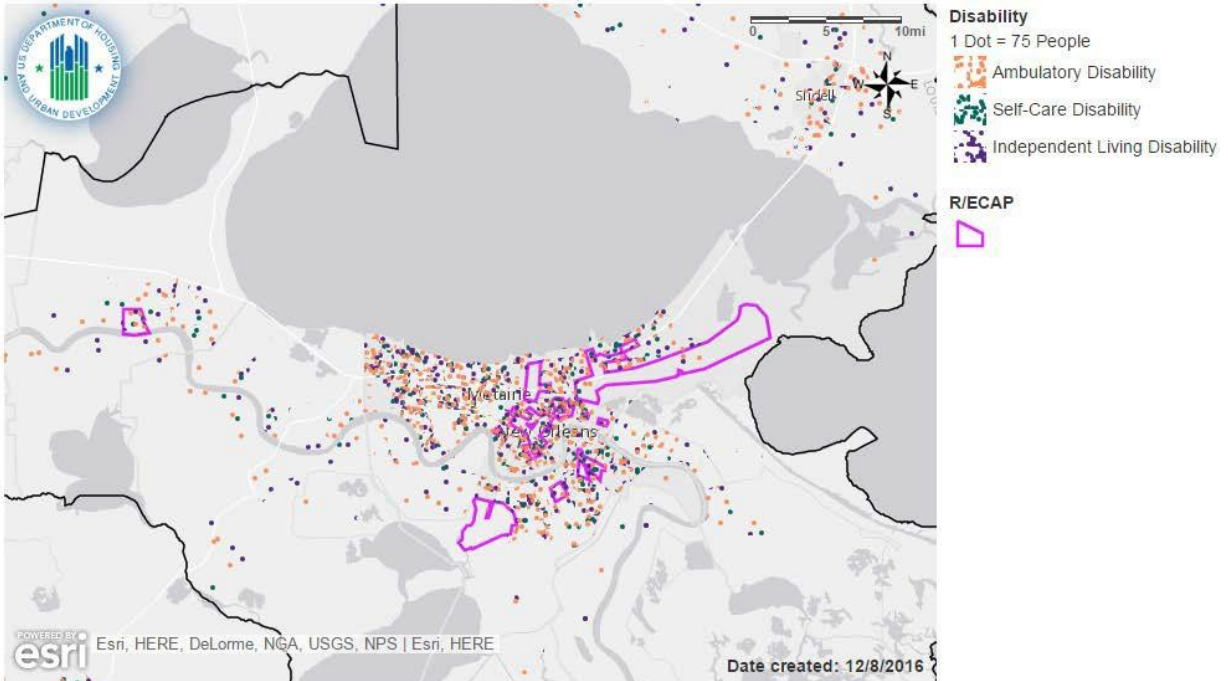 US DEPARTMENT OF HOUSING
AND URBAN DEVELOPMENT
0 5 10mi
N
W E
S
Slidell
Metairie
New Orleans
POWERED BY
esri
Esri, HERE, DeLorme, NGA, USGS, NPS | Esri, HERE
Date created: 12/8/2016
Disability
1 Dot = 75 People
Ambulatory Disability
Self-Care Disability
Independent Living Disability
R/ECAP